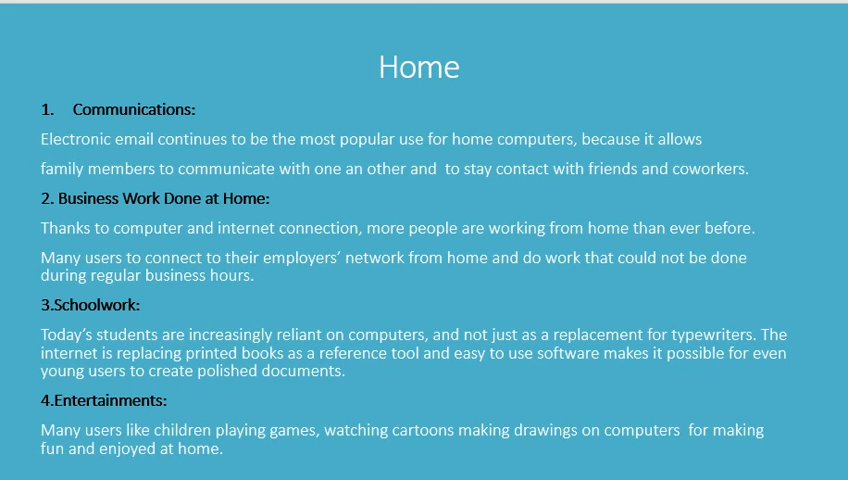 Home
1. Communications:
Electronic email continues to be the most popular use for home computers, because it allows
family members to communicate with one an other and to stay contact with friends and coworkers.
2. Business Work Done at Home:
Thanks to computer and internet connection, more people are working from home than ever before.
Many users to connect to their employers’ network from home and do work that could not be done
during regular business hours.
3.Schoolwork:
Today’s students are increasingly reliant on computers, and not just as a replacement for typewriters. The
internet is replacing printed books as a reference tool and easy to use software makes it possible for even
young users to create polished documents.
4.Entertainments:
Many users like children playing games, watching cartoons making drawings on computers for making
fun and enjoyed at home.